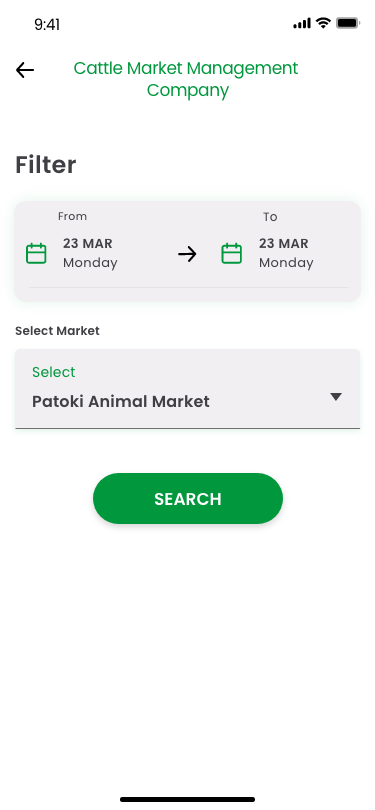 9:41
Cattle Market Management
Company
Filter
From
To
23 MAR
23 MAR
Monday
Monday
Select Market
Select
Patoki Animal Market
SEARCH